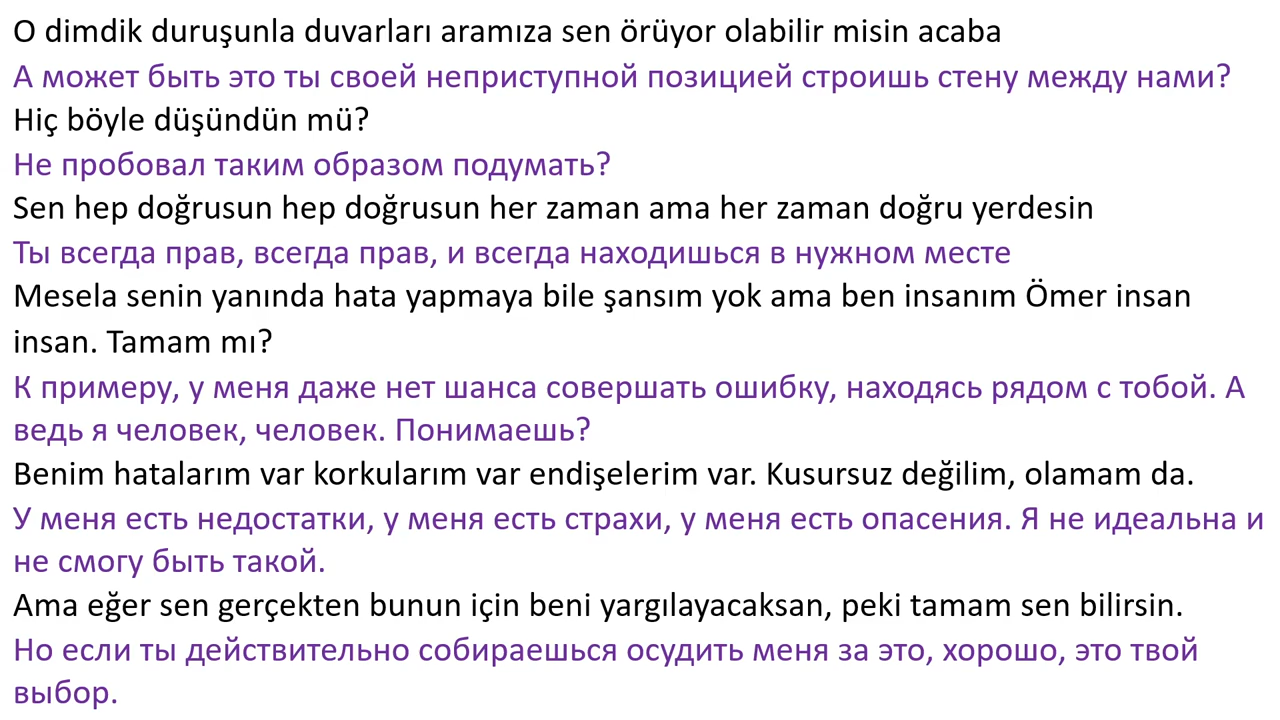 O dimdik duruşunla duvarları aramıza sen örüyor olabilir misin acaba
А может быть это ты своей неприступной позицией строишь стену между нами?
Hiç böyle düşündün mü?
Не пробовал таким образом подумать?
Sen hep doğrusun hep doğrusun her zaman ama her zaman doğru yerdesin
Ты всегда прав, всегда прав, и всегда находишься в нужном месте
Mesela senin yanında hata yapmaya bile şansım yok ama ben insanım Ömer insan
insan. Tamam mı?
К примеру, у меня даже нет шанса совершать ошибку, находясь рядом с тобой. А
ведь я человек, человек. Понимаешь?
Benim hatalarım var korkularım var endişelerim var. Kusursuz değilim, olamam da.
У меня есть недостатки, у меня есть страхи, у меня есть опасения. Я не идеальна и
не смогу быть такой.
Ama eğer sen gerçekten bunun için beni yargılayacaksan, peki tamam sen bilirsin.
Но если ты действительно собираешься осудить меня за это, хорошо, это твой
выбор.